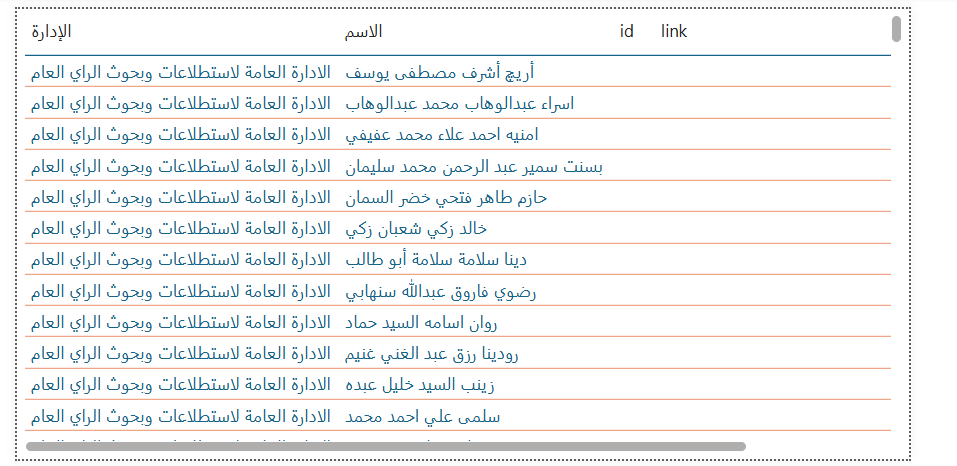 الإدارة الاسم id link
الادارة العامة لاستطلاعات وبحوث الراي العام أريچ أشرف مصطفى يوسف
الادارة العامة لاستطلاعات وبحوث الراي العام اسراء عبدالوهاب محمد عبدالوهاب
الادارة العامة لاستطلاعات وبحوث الراي العام امنيه احمد علاء محمد عفيفي
الادارة العامة لاستطلاعات وبحوث الراي العام بسنت سمير عبد الرحمن محمد سليمان
الادارة العامة لاستطلاعات وبحوث الراي العام حازم طاهر فتحي خضر السمان
الادارة العامة لاستطلاعات وبحوث الراي العام خالد زكي شعبان زكي
الادارة العامة لاستطلاعات وبحوث الراي العام دينا سلامة سلامة أبو طالب
الادارة العامة لاستطلاعات وبحوث الراي العام رضوي فاروق عبدالله سنهابي
الادارة العامة لاستطلاعات وبحوث الراي العام روان اسامه السيد حماد
الادارة العامة لاستطلاعات وبحوث الراي العام رودينا رزق عبد الغني غنيم
الادارة العامة لاستطلاعات وبحوث الراي العام زينب السيد خليل عبده
الادارة العامة لاستطلاعات وبحوث الراي العام سلمى علي احمد محمد